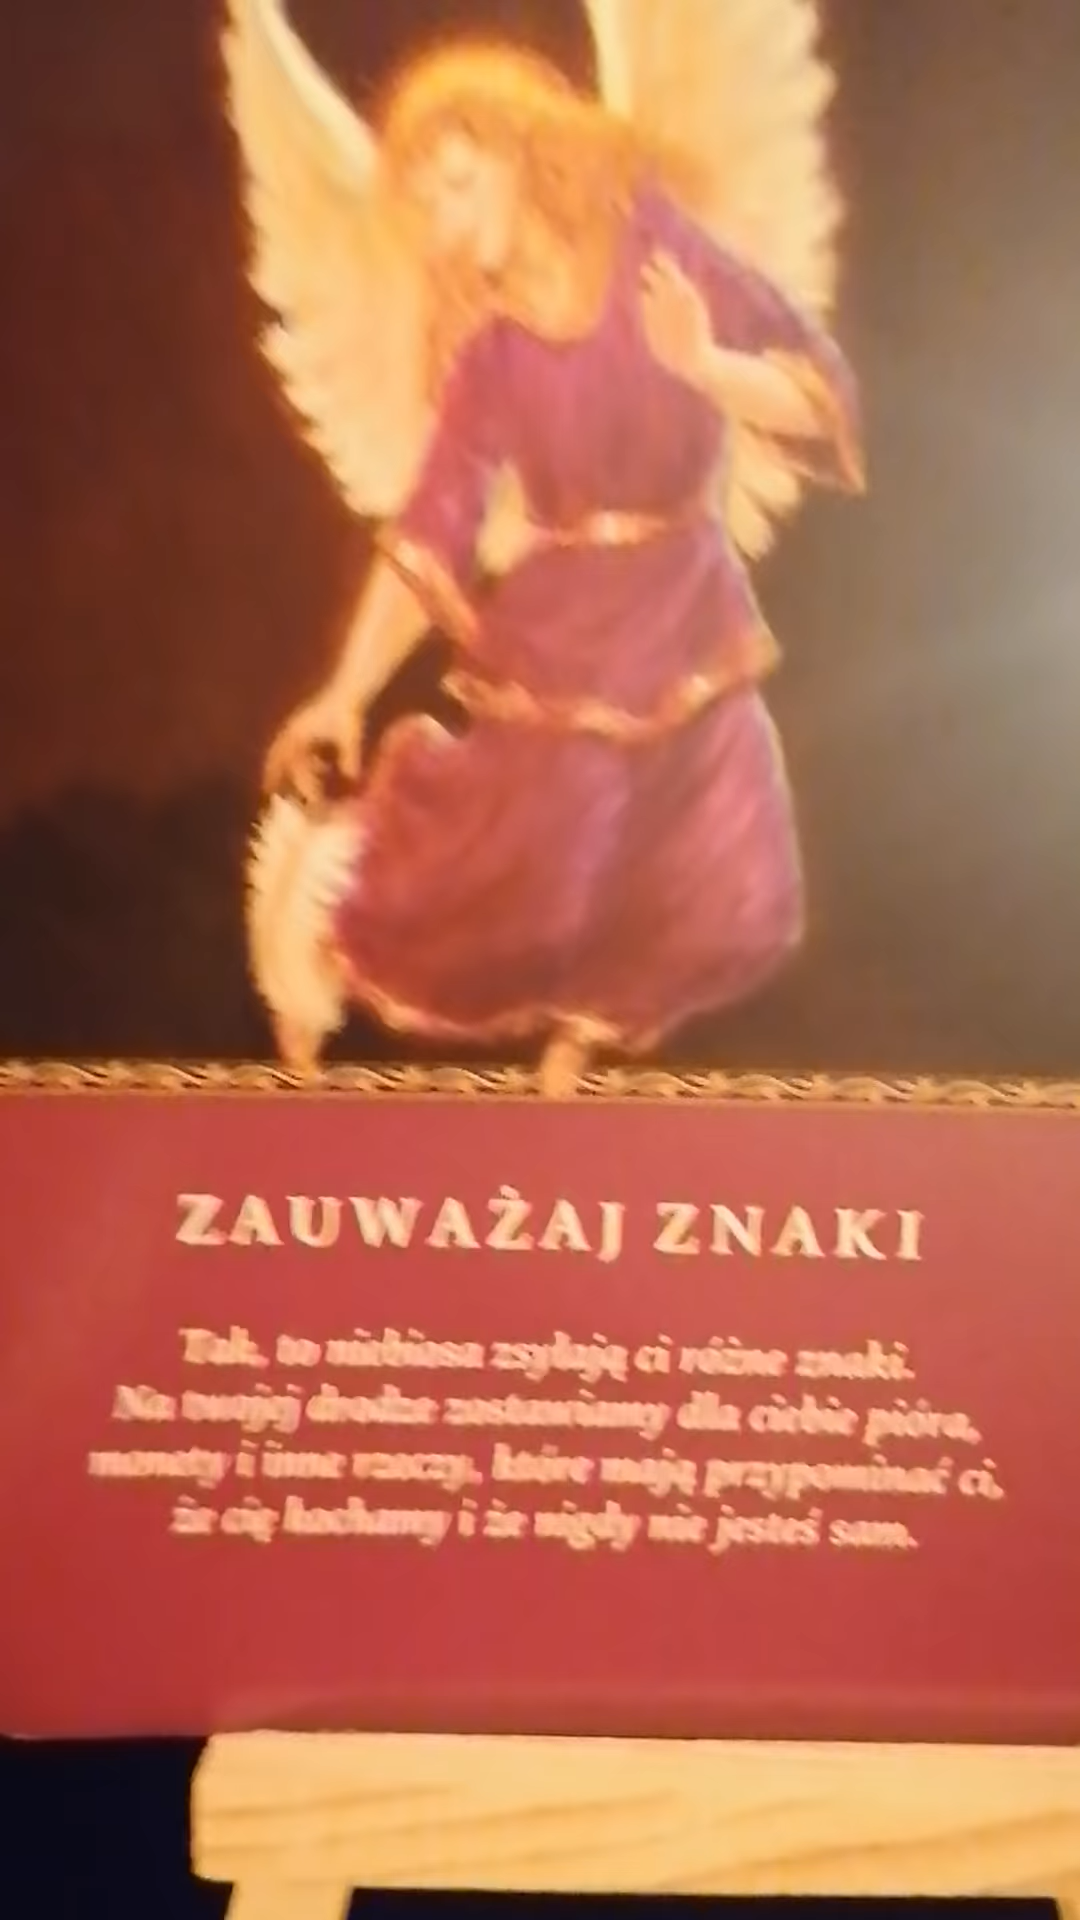 ZAUWAŻAJ ZNAKI
Tak, to niebiosa zsyłają ci różne znaki.
Na twojej drodze zostawiamy dla ciebie pióra,
monety i inne rzeczy, które mają przypominać ci,
że cię kochamy i że nigdy nie jesteś sam.